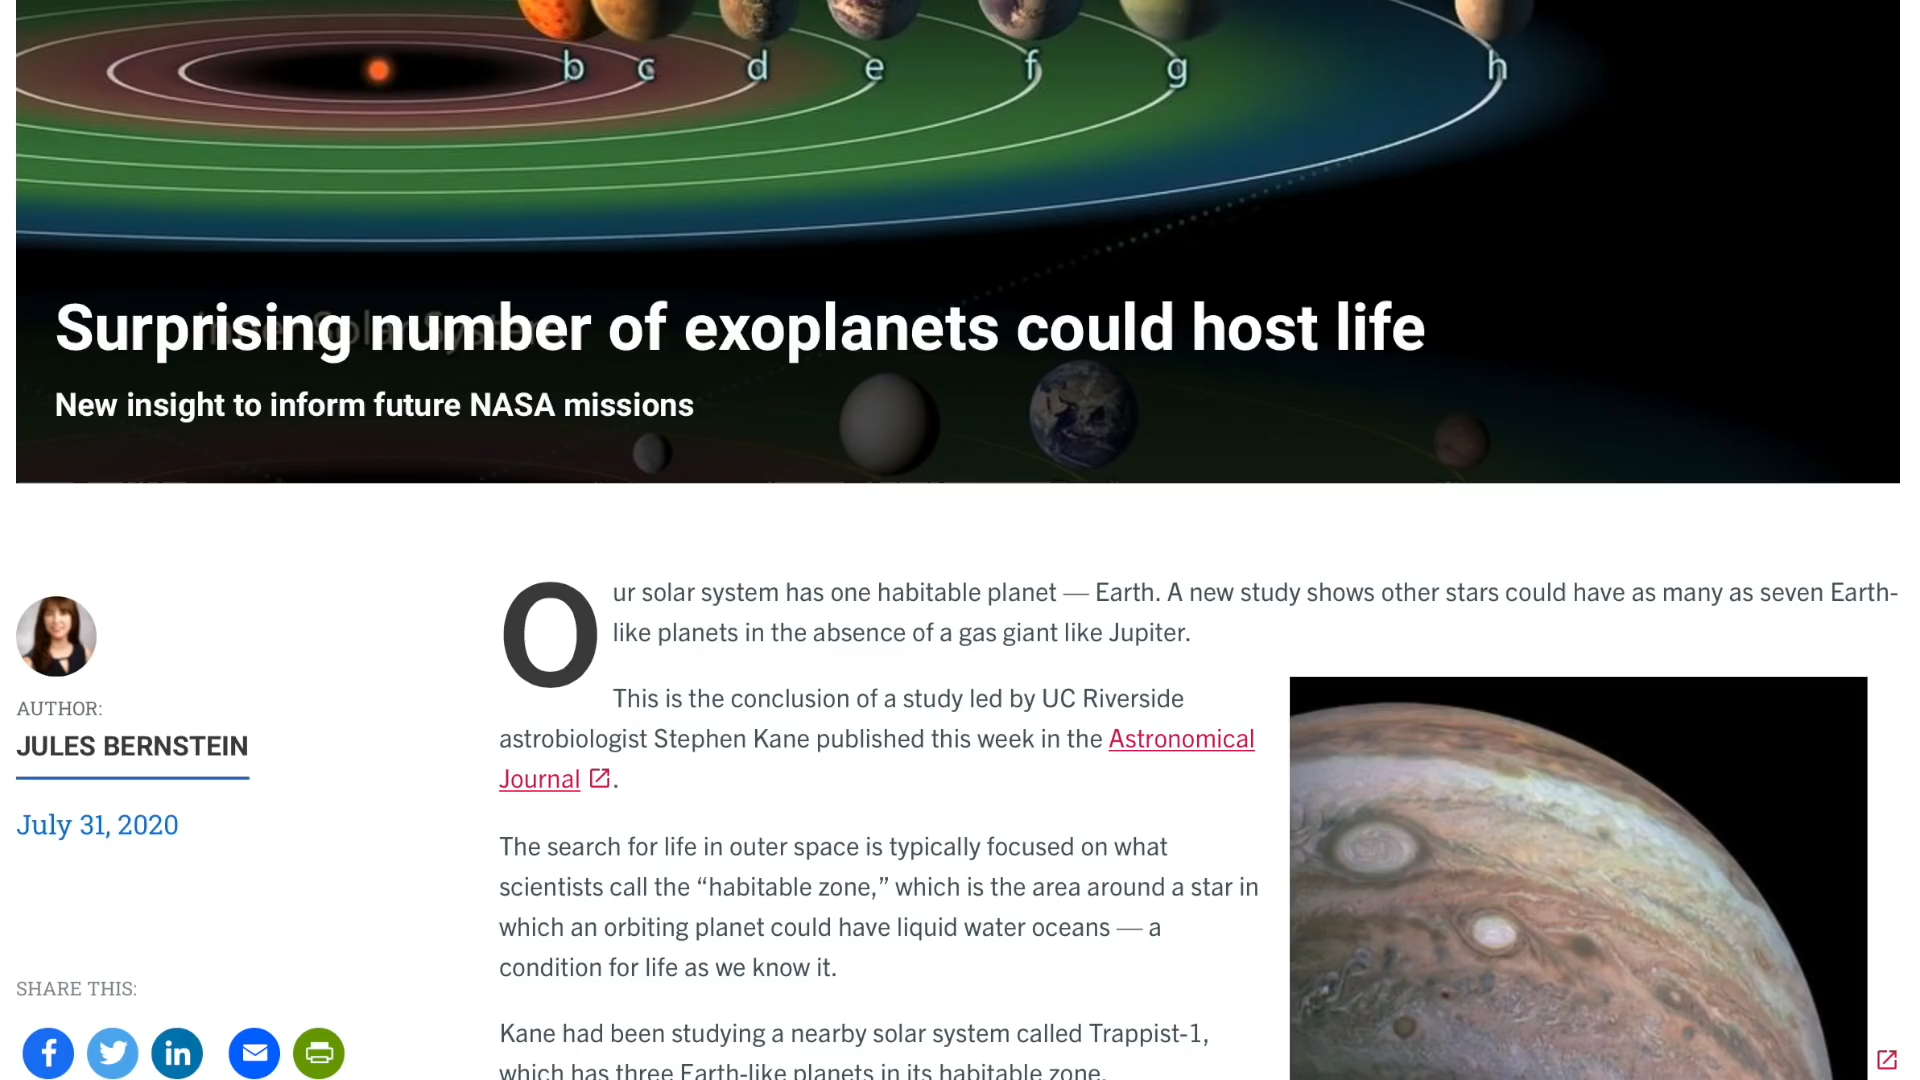 b c d e f g h
Surprising number of exoplanets could host life
New insight to inform future NASA missions
AUTHOR:
JULES BERNSTEIN
July 31, 2020
SHARE THIS:
Our solar system has one habitable planet — Earth. A new study shows other stars could have as many as seven Earth-
like planets in the absence of a gas giant like Jupiter.
This is the conclusion of a study led by UC Riverside
astrobiologist Stephen Kane published this week in the Astronomical
Journal.
The search for life in outer space is typically focused on what
scientists call the “habitable zone,” which is the area around a star in
which an orbiting planet could have liquid water oceans — a
condition for life as we know it.
Kane had been studying a nearby solar system called Trappist-1,
which has three Earth-like planets in its habitable zone.